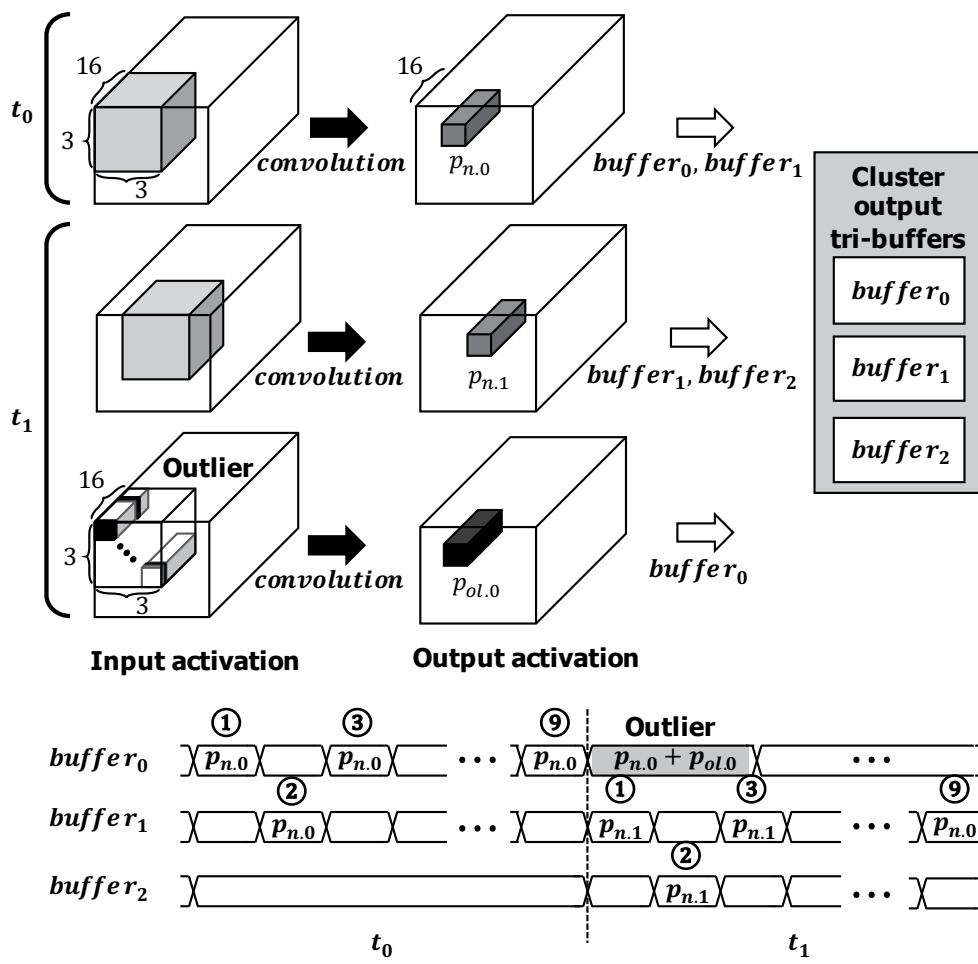 t₀
16
3
3
convolution
16
pₙ.₀
buffer₀, buffer₁
Cluster
output
tri-buffers
buffer₀
buffer₁
buffer₂
t₁
convolution
pₙ.₁
buffer₁, buffer₂
Outlier
16
3
3
convolution
pₒₗ.₀
buffer₀
Input activation
Output activation
① ③ ⑨ Outlier
buffer₀ pₙ.₀ pₙ.₀ • • • pₙ.₀ pₙ.₀ + pₒₗ.₀ • • •
② ① ③ ⑨
buffer₁ pₙ.₀ • • • pₙ.₁ pₙ.₁ • • • pₙ.₀
②
buffer₂ • • • pₙ.₁ • • •
t₀ t₁